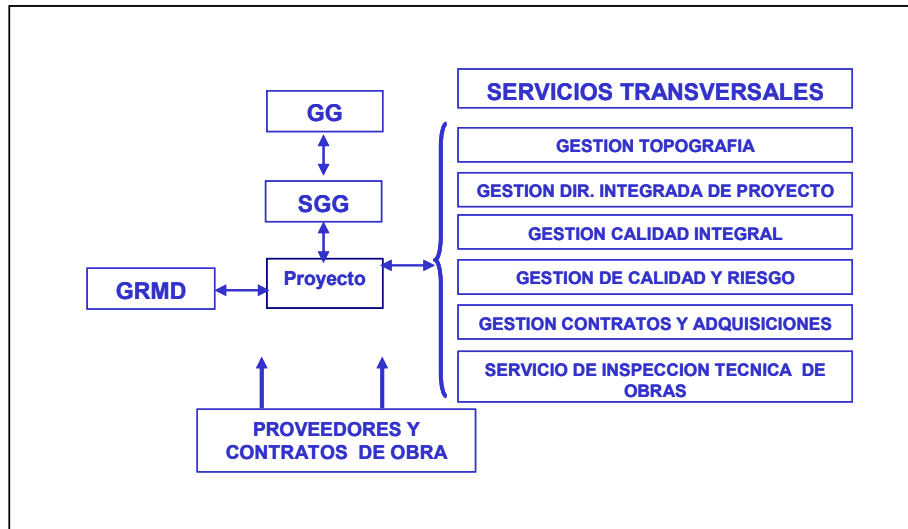 SERVICIOS TRANSVERSALES
GG
GESTION TOPOGRAFIA
GESTION DIR. INTEGRADA DE PROYECTO
SGG
GESTION CALIDAD INTEGRAL
Proyecto
GESTION DE CALIDAD Y RIESGO
GRMD
GESTION CONTRATOS Y ADQUISICIONES
SERVICIO DE INSPECCION TECNICA DE
OBRAS
PROVEEDORES Y
CONTRATOS DE OBRA